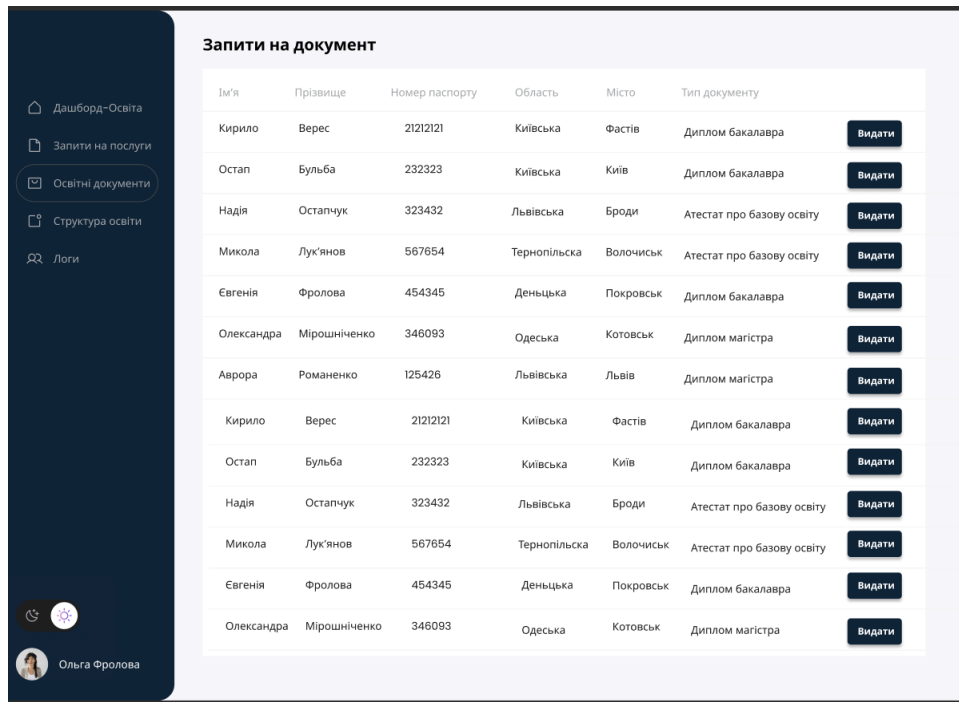 Запити на документ
Дашборд-Освіта
Запити на послуги
Освітні документи
Структура освіти
Логи
Ольга Фролова
Ім'я Прізвище Номер паспорту Область Місто Тип документу
Кирило Верес 21212121 Київська Фастів Диплом бакалавра Видати
Остап Бульба 232323 Київська Київ Диплом бакалавра Видати
Надія Остапчук 323432 Львівська Броди Атестат про базову освіту Видати
Микола Лук'янов 567654 Тернопільска Волочиськ Атестат про базову освіту Видати
Євгенія Фролова 454345 Деньцька Покровськ Диплом бакалавра Видати
Олександра Мірошніченко 346093 Одеська Котовськ Диплом магістра Видати
Аврора Романенко 125426 Львівська Львів Диплом магістра Видати
Кирило Верес 21212121 Київська Фастів Диплом бакалавра Видати
Остап Бульба 232323 Київська Київ Диплом бакалавра Видати
Надія Остапчук 323432 Львівська Броди Атестат про базову освіту Видати
Микола Лук'янов 567654 Тернопільска Волочиськ Атестат про базову освіту Видати
Євгенія Фролова 454345 Деньцька Покровськ Диплом бакалавра Видати
Олександра Мірошніченко 346093 Одеська Котовськ Диплом магістра Видати